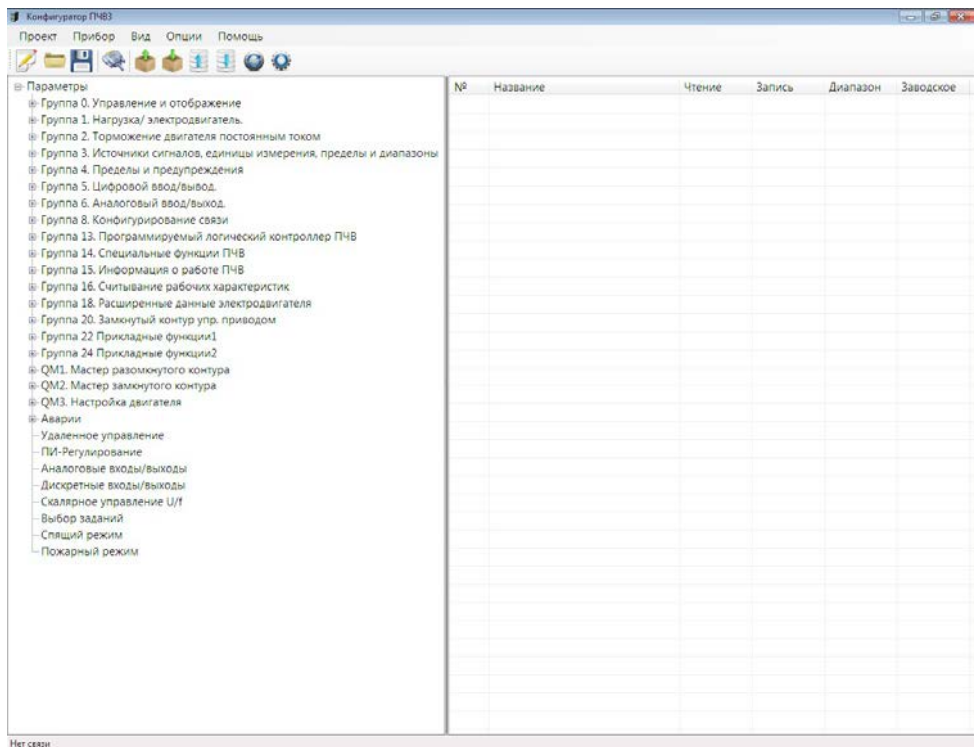 Конфигуратор ПЧВ3
Проект Прибор Вид Опции Помощь
Параметры
Группа 0. Управление и отображение
Группа 1. Нагрузка/ электродвигатель.
Группа 2. Торможение двигателя постоянным током
Группа 3. Источники сигналов, единицы измерения, пределы и диапазоны
Группа 4. Пределы и предупреждения
Группа 5. Цифровой ввод/вывод.
Группа 6. Аналоговый ввод/выход.
Группа 8. Конфигурирование связи
Группа 13. Программируемый логический контроллер ПЧВ
Группа 14. Специальные функции ПЧВ
Группа 15. Информация о работе ПЧВ
Группа 16. Считывание рабочих характеристик
Группа 18. Расширенные данные электродвигателя
Группа 20. Замкнутый контур упр. приводом
Группа 22 Прикладные функции1
Группа 24 Прикладные функции2
QM1. Мастер разомкнутого контура
QM2. Мастер замкнутого контура
QM3. Настройка двигателя
Аварии
Удаленное управление
ПИ-Регулирование
Аналоговые входы/выходы
Дискретные входы/выходы
Скалярное управление U/f
Выбор заданий
Спящий режим
Пожарный режим
№ Название Чтение Запись Диапазон Заводское
Нет связи